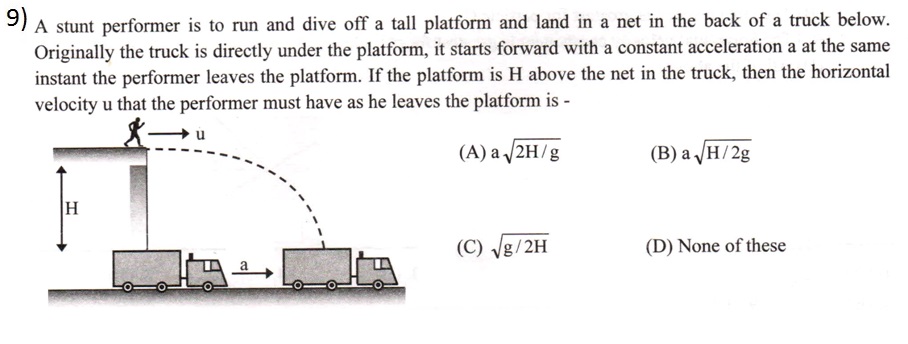 9) A stunt performer is to run and dive off a tall platform and land in a net in the back of a truck below.
Originally the truck is directly under the platform, it starts forward with a constant acceleration a at the same
instant the performer leaves the platform. If the platform is H above the net in the truck, then the horizontal
velocity u that the performer must have as he leaves the platform is -
u
(A) a √2H/g (B) a √H/2g
H
(C) √g/2H (D) None of these
a